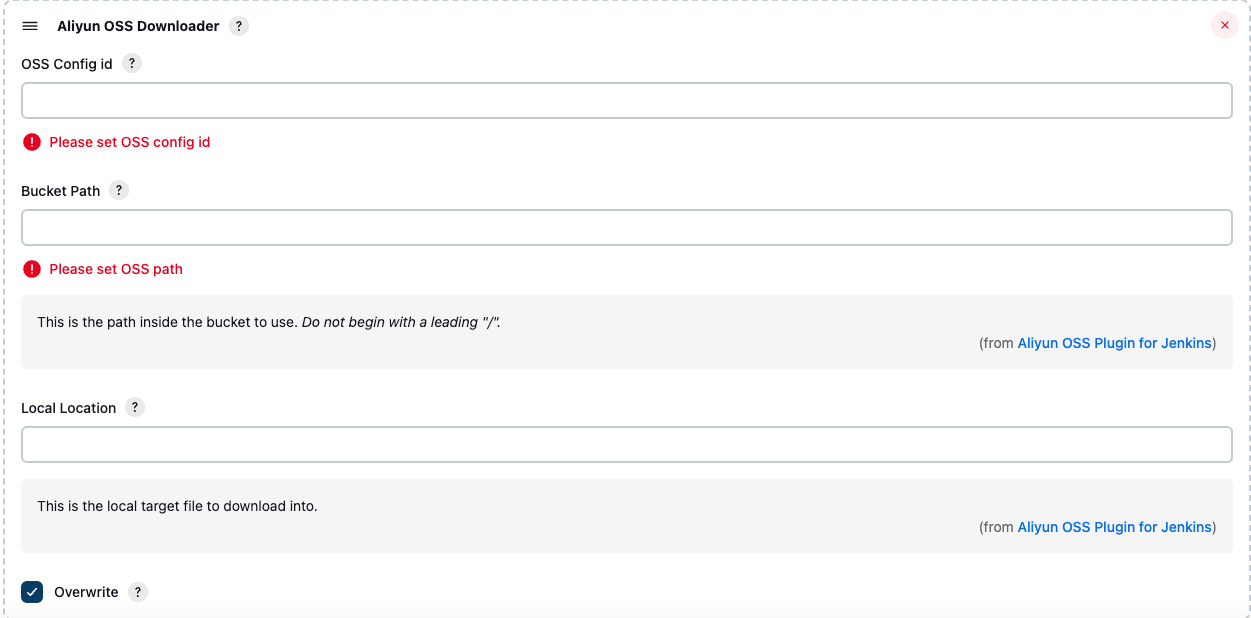 Aliyun OSS Downloader ?
OSS Config id ?
Please set OSS config id
Bucket Path ?
Please set OSS path
This is the path inside the bucket to use. Do not begin with a leading "/".
(from Aliyun OSS Plugin for Jenkins)
Local Location ?
This is the local target file to download into.
(from Aliyun OSS Plugin for Jenkins)
Overwrite ?